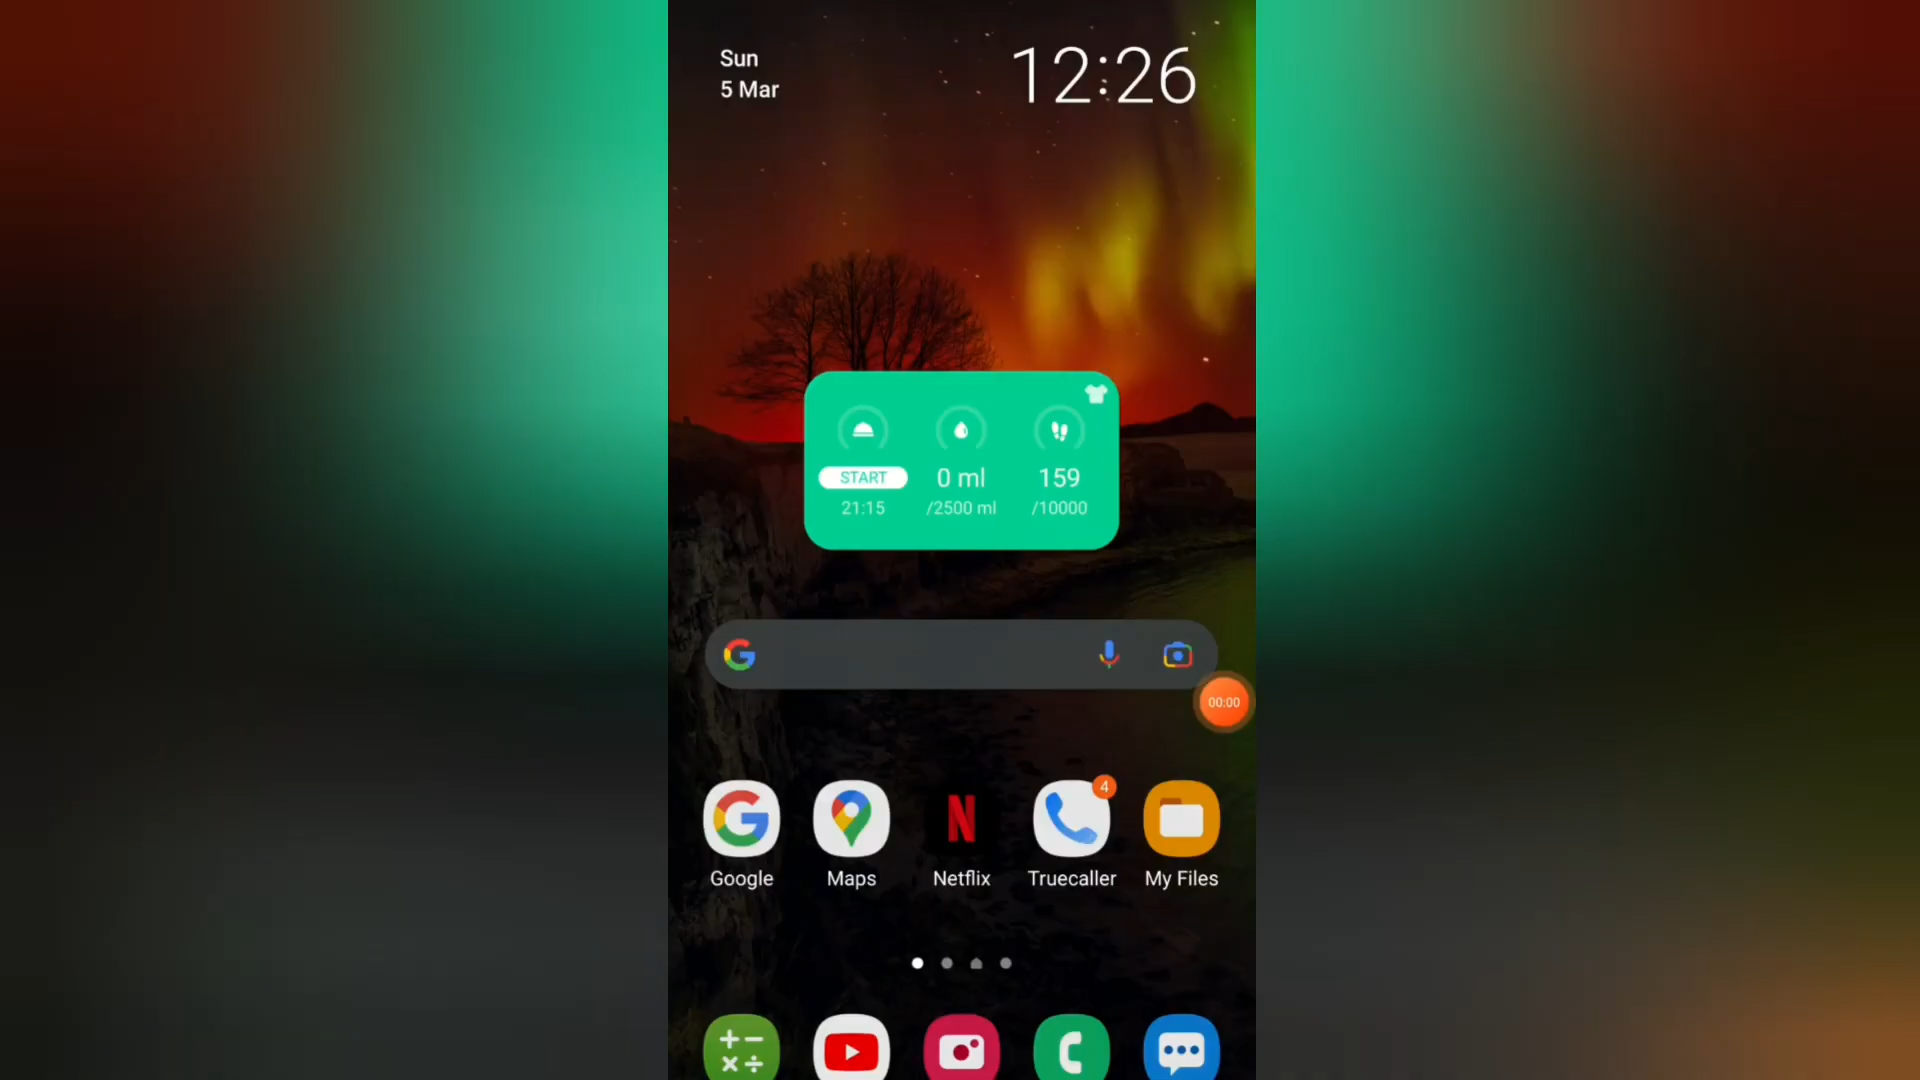 Sun
5 Mar
12:26
START
0 ml
159
21:15
/2500 ml
/10000
00:00
4
Google
Maps
Netflix
Truecaller
My Files